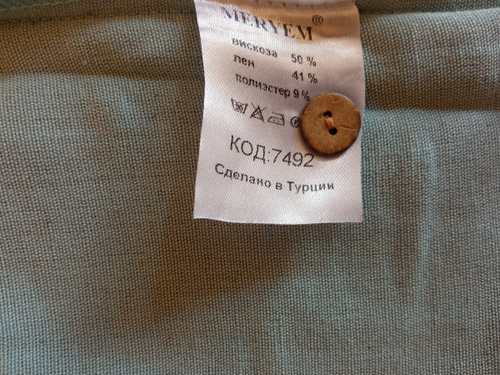 MERYEM®
вискоза 50 %
лен 41 %
полиэстер 9 %
КОД:7492
Сделано в Турции